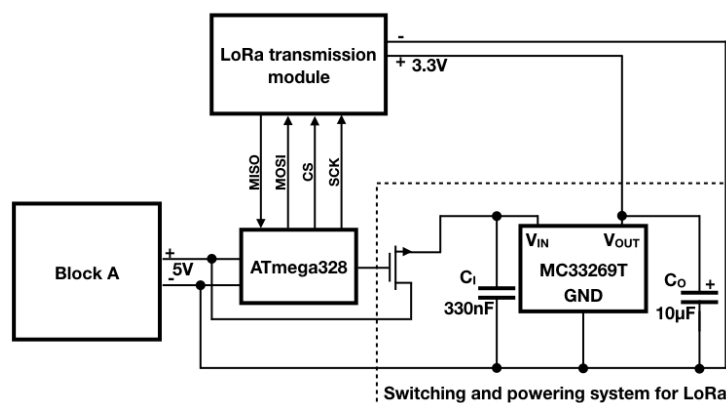 LoRa transmission
module
-
+ 3.3V
MISO
MOSI
CS
SCK
Block A
+
5V
-
ATmega328
VIN
VOUT
MC33269T
GND
CI
330nF
CO
+
10µF
Switching and powering system for LoRa